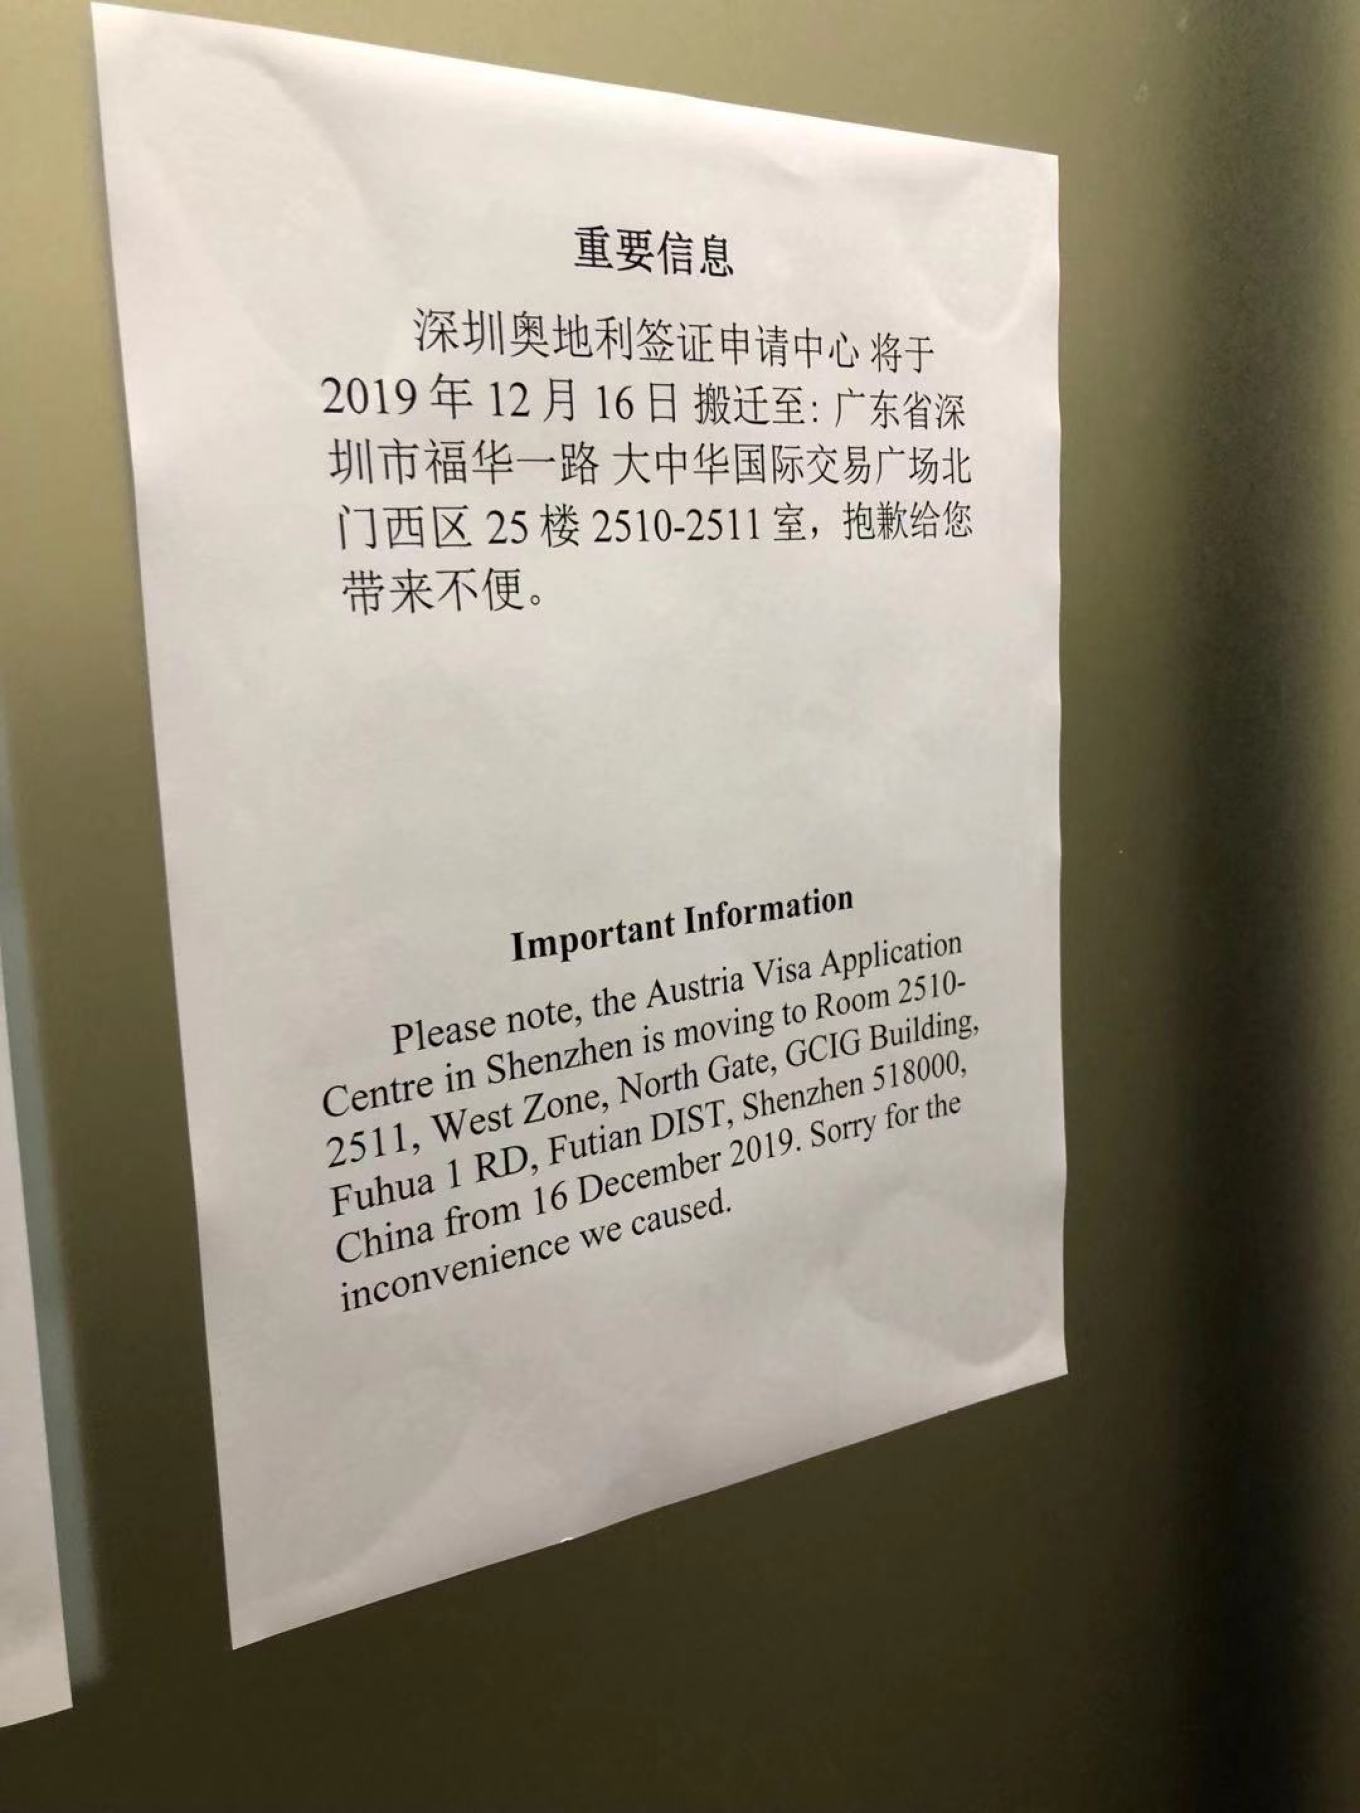 重要信息
深圳奥地利签证申请中心 将于
2019 年 12 月 16 日 搬迁至: 广东省深
圳市福华一路 大中华国际交易广场北
门西区 25 楼 2510-2511 室，抱歉给您
带来不便。
Important Information
Please note, the Austria Visa Application
Centre in Shenzhen is moving to Room 2510-
2511, West Zone, North Gate, GCIG Building,
Fuhua 1 RD, Futian DIST, Shenzhen 518000,
China from 16 December 2019. Sorry for the
inconvenience we caused.